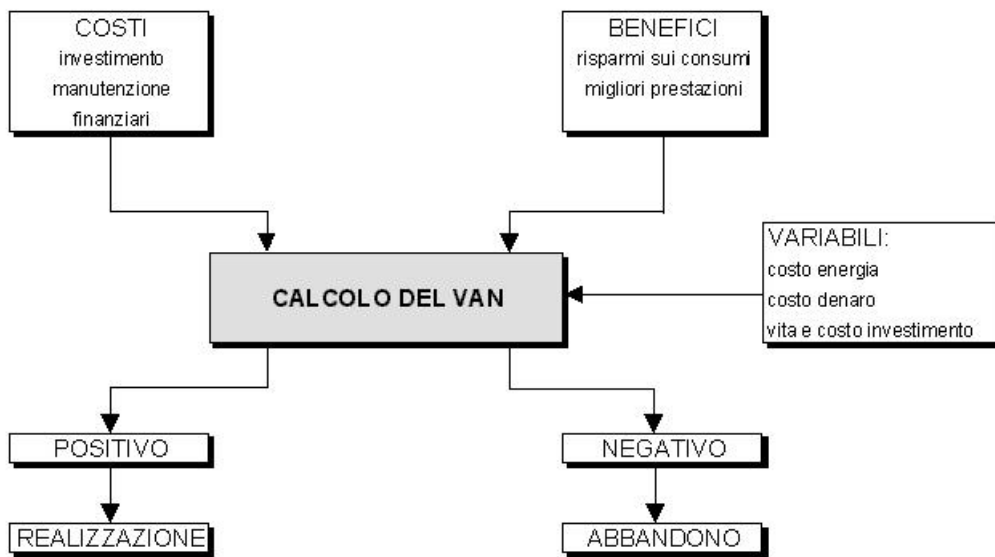 COSTI
investimento
manutenzione
finanziari
BENEFICI
risparmi sui consumi
migliori prestazioni
VARIABILI:
costo energia
costo denaro
vita e costo investimento
CALCOLO DEL VAN
POSITIVO
NEGATIVO
REALIZZAZIONE
ABBANDONO